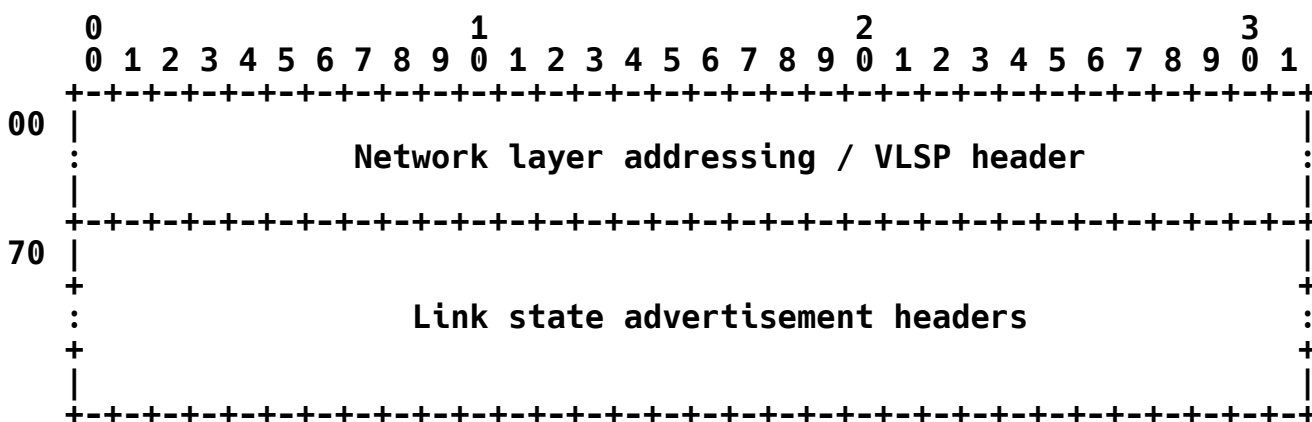 0                   1                   2                   3
0 1 2 3 4 5 6 7 8 9 0 1 2 3 4 5 6 7 8 9 0 1 2 3 4 5 6 7 8 9 0 1
+-+-+-+-+-+-+-+-+-+-+-+-+-+-+-+-+-+-+-+-+-+-+-+-+-+-+-+-+-+-+-+-+
00 |                                                               |
:              Network layer addressing / VLSP header           :
|                                                               |
+-+-+-+-+-+-+-+-+-+-+-+-+-+-+-+-+-+-+-+-+-+-+-+-+-+-+-+-+-+-+-+-+
70 |                                                               |
+                                                               +
:                 Link state advertisement headers              :
+                                                               +
|                                                               |
+-+-+-+-+-+-+-+-+-+-+-+-+-+-+-+-+-+-+-+-+-+-+-+-+-+-+-+-+-+-+-+-+